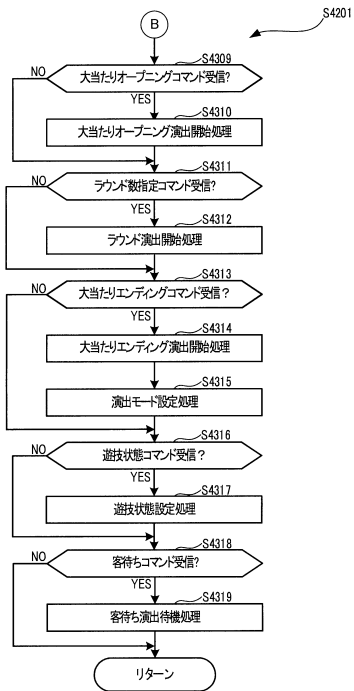 B
S4201
S4309
大当たりオープニングコマンド受信?
NO
YES
S4310
大当たりオープニング演出開始処理
S4311
ラウンド数指定コマンド受信?
NO
YES
S4312
ラウンド演出開始処理
S4313
大当たりエンディングコマンド受信?
NO
YES
S4314
大当たりエンディング演出開始処理
S4315
演出モード設定処理
S4316
遊技状態コマンド受信?
NO
YES
S4317
遊技状態設定処理
S4318
客待ちコマンド受信?
NO
YES
S4319
客待ち演出待機処理
リターン